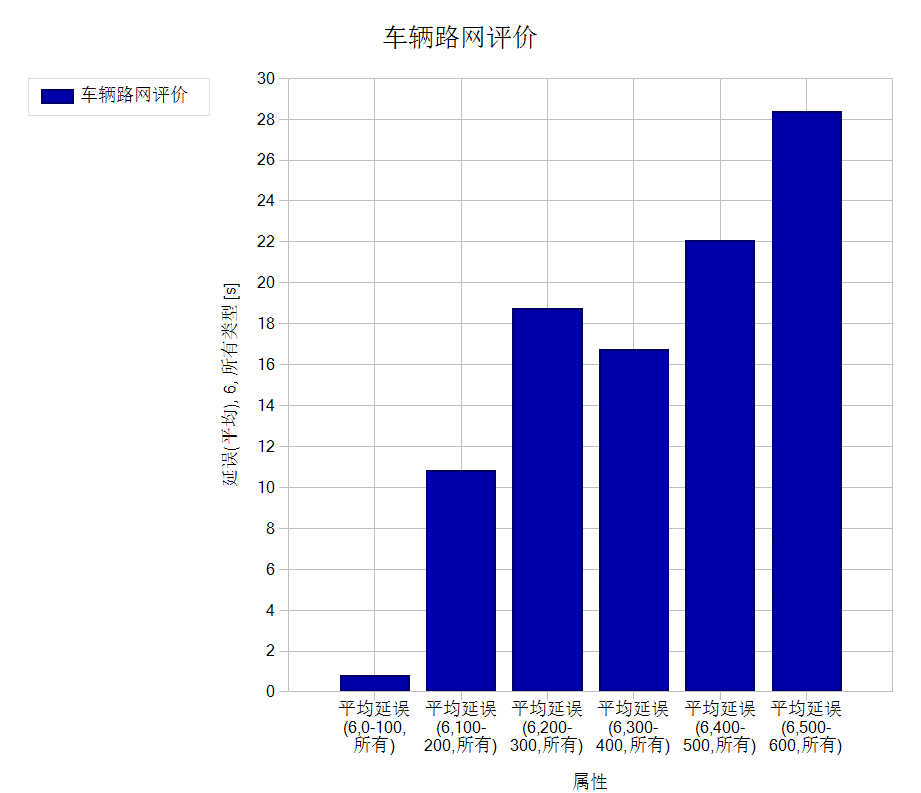 车辆路网评价
车辆路网评价
延误(平均), 6, 所有类型 [s]
30
28
26
24
22
20
18
16
14
12
10
8
6
4
2
0
平均延误
(6,0-100,
所有)
平均延误
(6,100-
200,所有)
平均延误
(6,200-
300,所有)
平均延误
(6,300-
400,所有)
平均延误
(6,400-
500,所有)
平均延误
(6,500-
600,所有)
属性